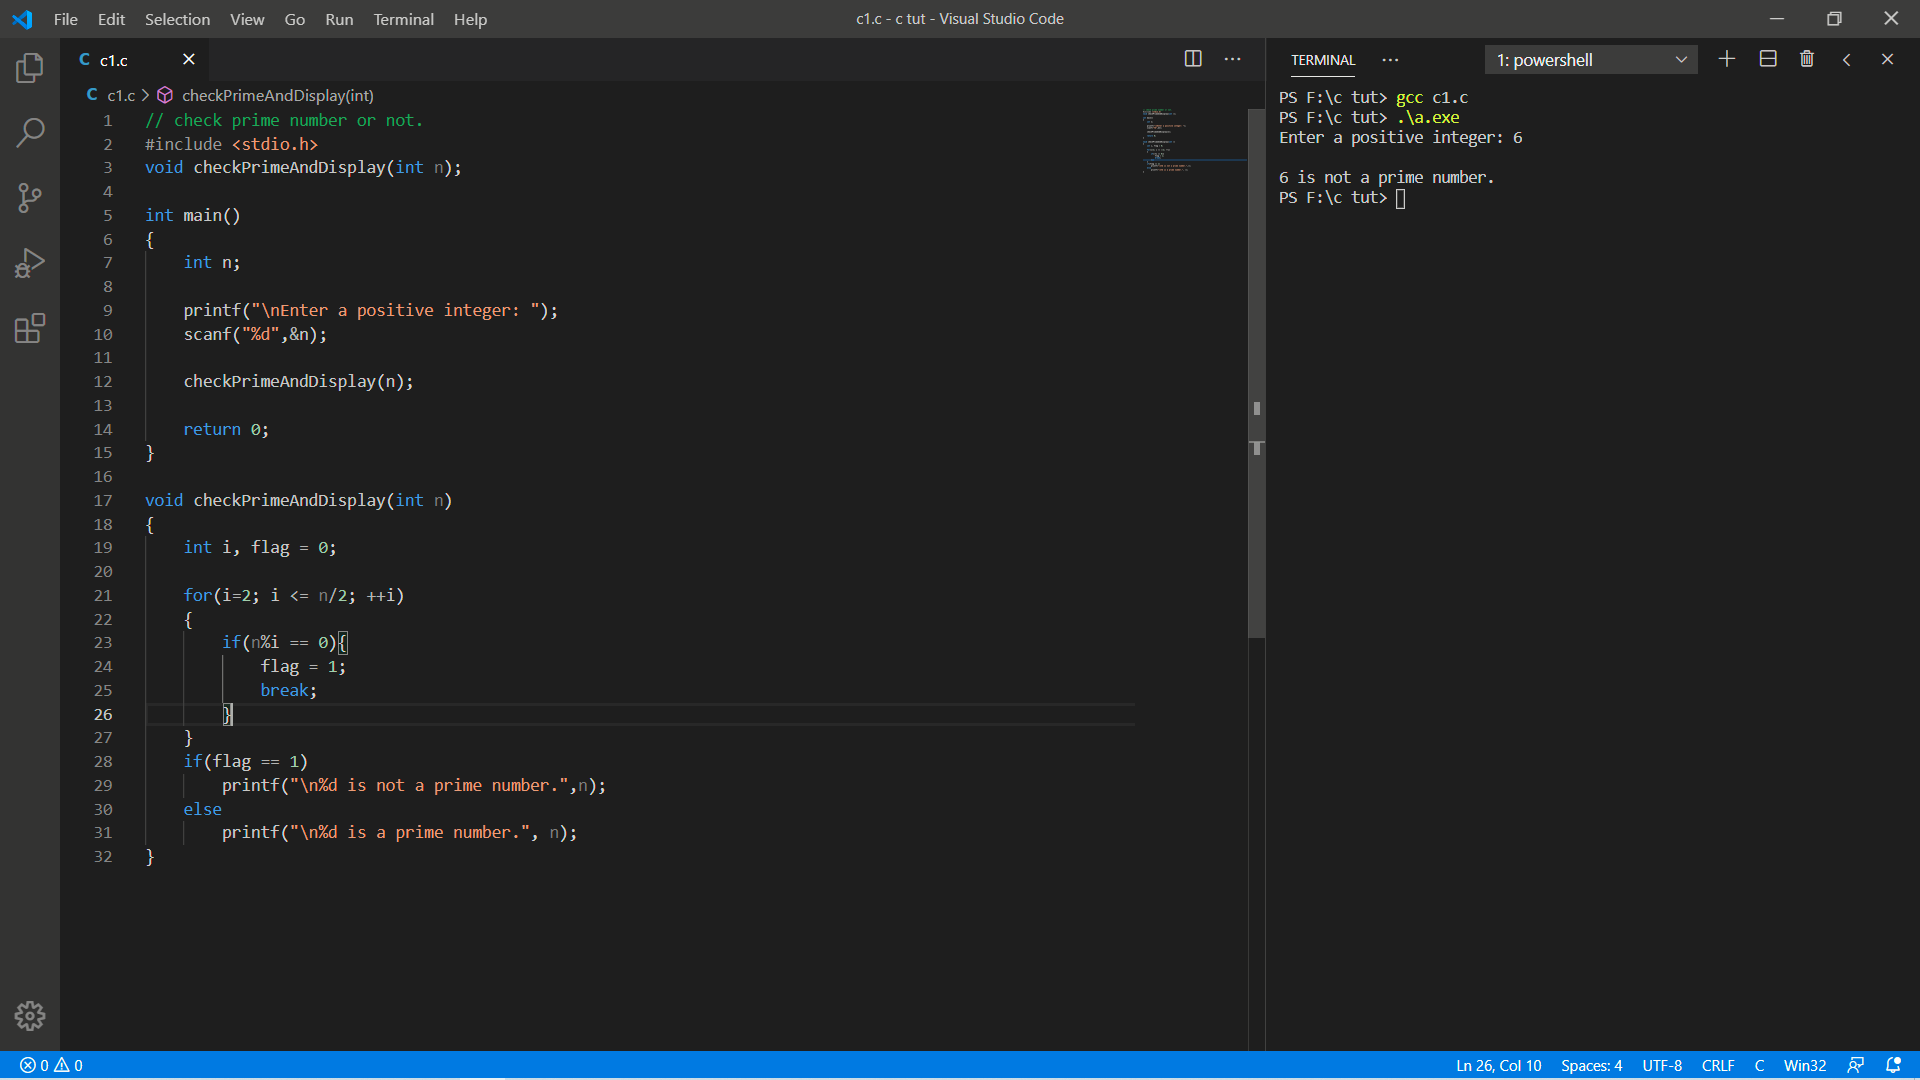 File Edit Selection View Go Run Terminal Help
c1.c - c tut - Visual Studio Code
C c1.c
C c1.c > checkPrimeAndDisplay(int)
1 // check prime number or not.
2 #include <stdio.h>
3 void checkPrimeAndDisplay(int n);
4
5 int main()
6 {
7     int n;
8
9     printf("\nEnter a positive integer: ");
10     scanf("%d",&n);
11
12     checkPrimeAndDisplay(n);
13
14     return 0;
15 }
16
17 void checkPrimeAndDisplay(int n)
18 {
19     int i, flag = 0;
20
21     for(i=2; i <= n/2; ++i)
22     {
23         if(n%i == 0){
24             flag = 1;
25             break;
26         }
27     }
28     if(flag == 1)
29         printf("\n%d is not a prime number.",n);
30     else
31         printf("\n%d is a prime number.", n);
32 }
TERMINAL
1: powershell
PS F:\c tut> gcc c1.c
PS F:\c tut> .\a.exe
Enter a positive integer: 6
6 is not a prime number.
PS F:\c tut>
0 0
Ln 26, Col 10 Spaces: 4 UTF-8 CRLF C Win32